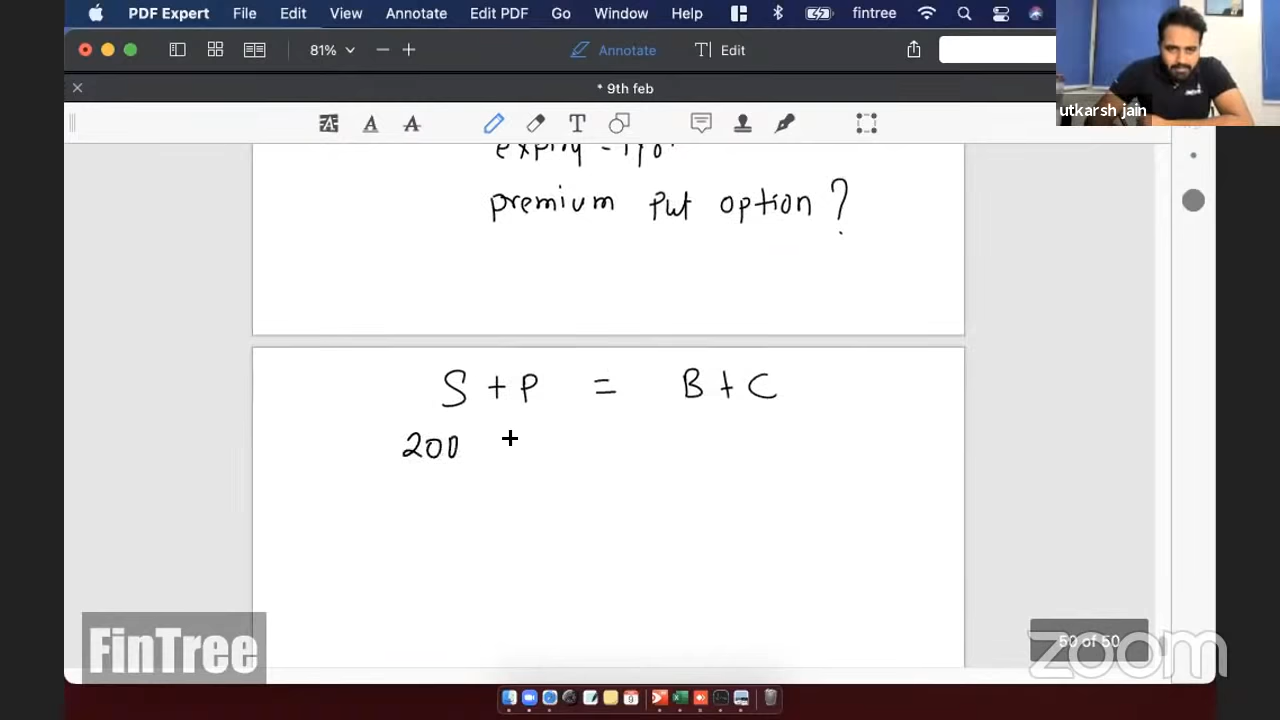 PDF Expert File Edit View Annotate Edit PDF Go Window Help fintree
81% Annotate Edit
utkarsh jain
* 9th feb
premium put option ?
S + P = B + C
200 +
FinTree
50 of 50
zoom